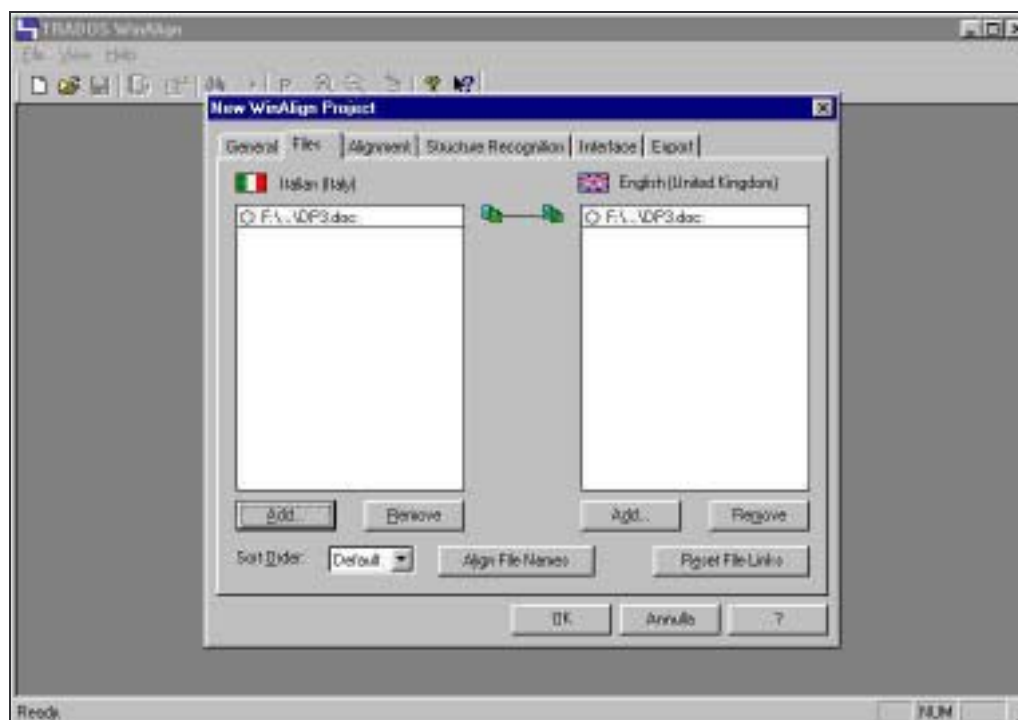 TRADOS WinAlign
File View Help
New WinAlign Project
General Files Alignment Structure Recognition Interface Export
Italian (Italy) English (United Kingdom)
F:\...\DP3.doc F:\...\DP3.doc
Add... Remove Add... Remove
Sort Order: Default Align File Names Reset File Links
OK Annulla ?
Ready NUM